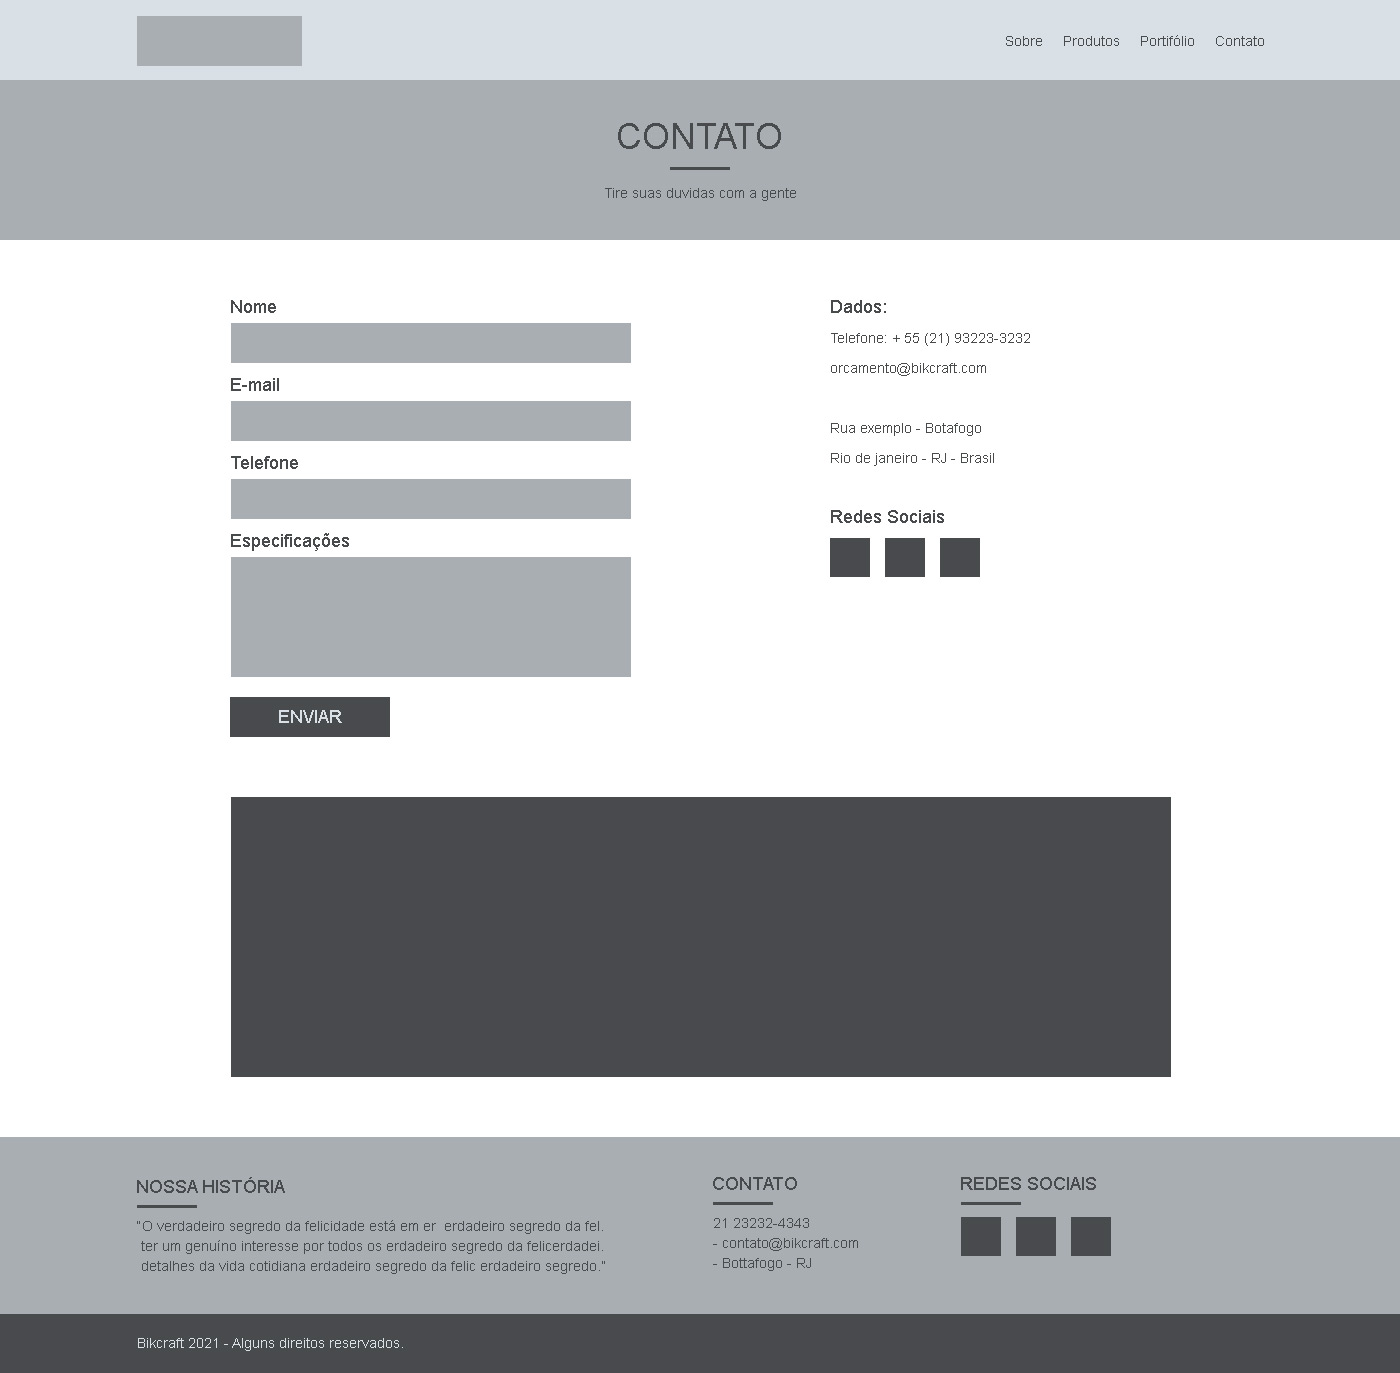 Sobre Produtos Portifólio Contato
CONTATO
Tire suas duvidas com a gente
Nome
E-mail
Telefone
Especificações
ENVIAR
Dados:
Telefone: + 55 (21) 93223-3232
orcamento@bikcraft.com
Rua exemplo - Botafogo
Rio de janeiro - RJ - Brasil
Redes Sociais
NOSSA HISTÓRIA
"O verdadeiro segredo da felicidade está em er  erdadeiro segredo da fel.
ter um genuíno interesse por todos os erdadeiro segredo da felicerdadei.
detalhes da vida cotidiana erdadeiro segredo da felic erdadeiro segredo."
CONTATO
21 23232-4343
- contato@bikcraft.com
- Bottafogo - RJ
REDES SOCIAIS
Bikcraft 2021 - Alguns direitos reservados.